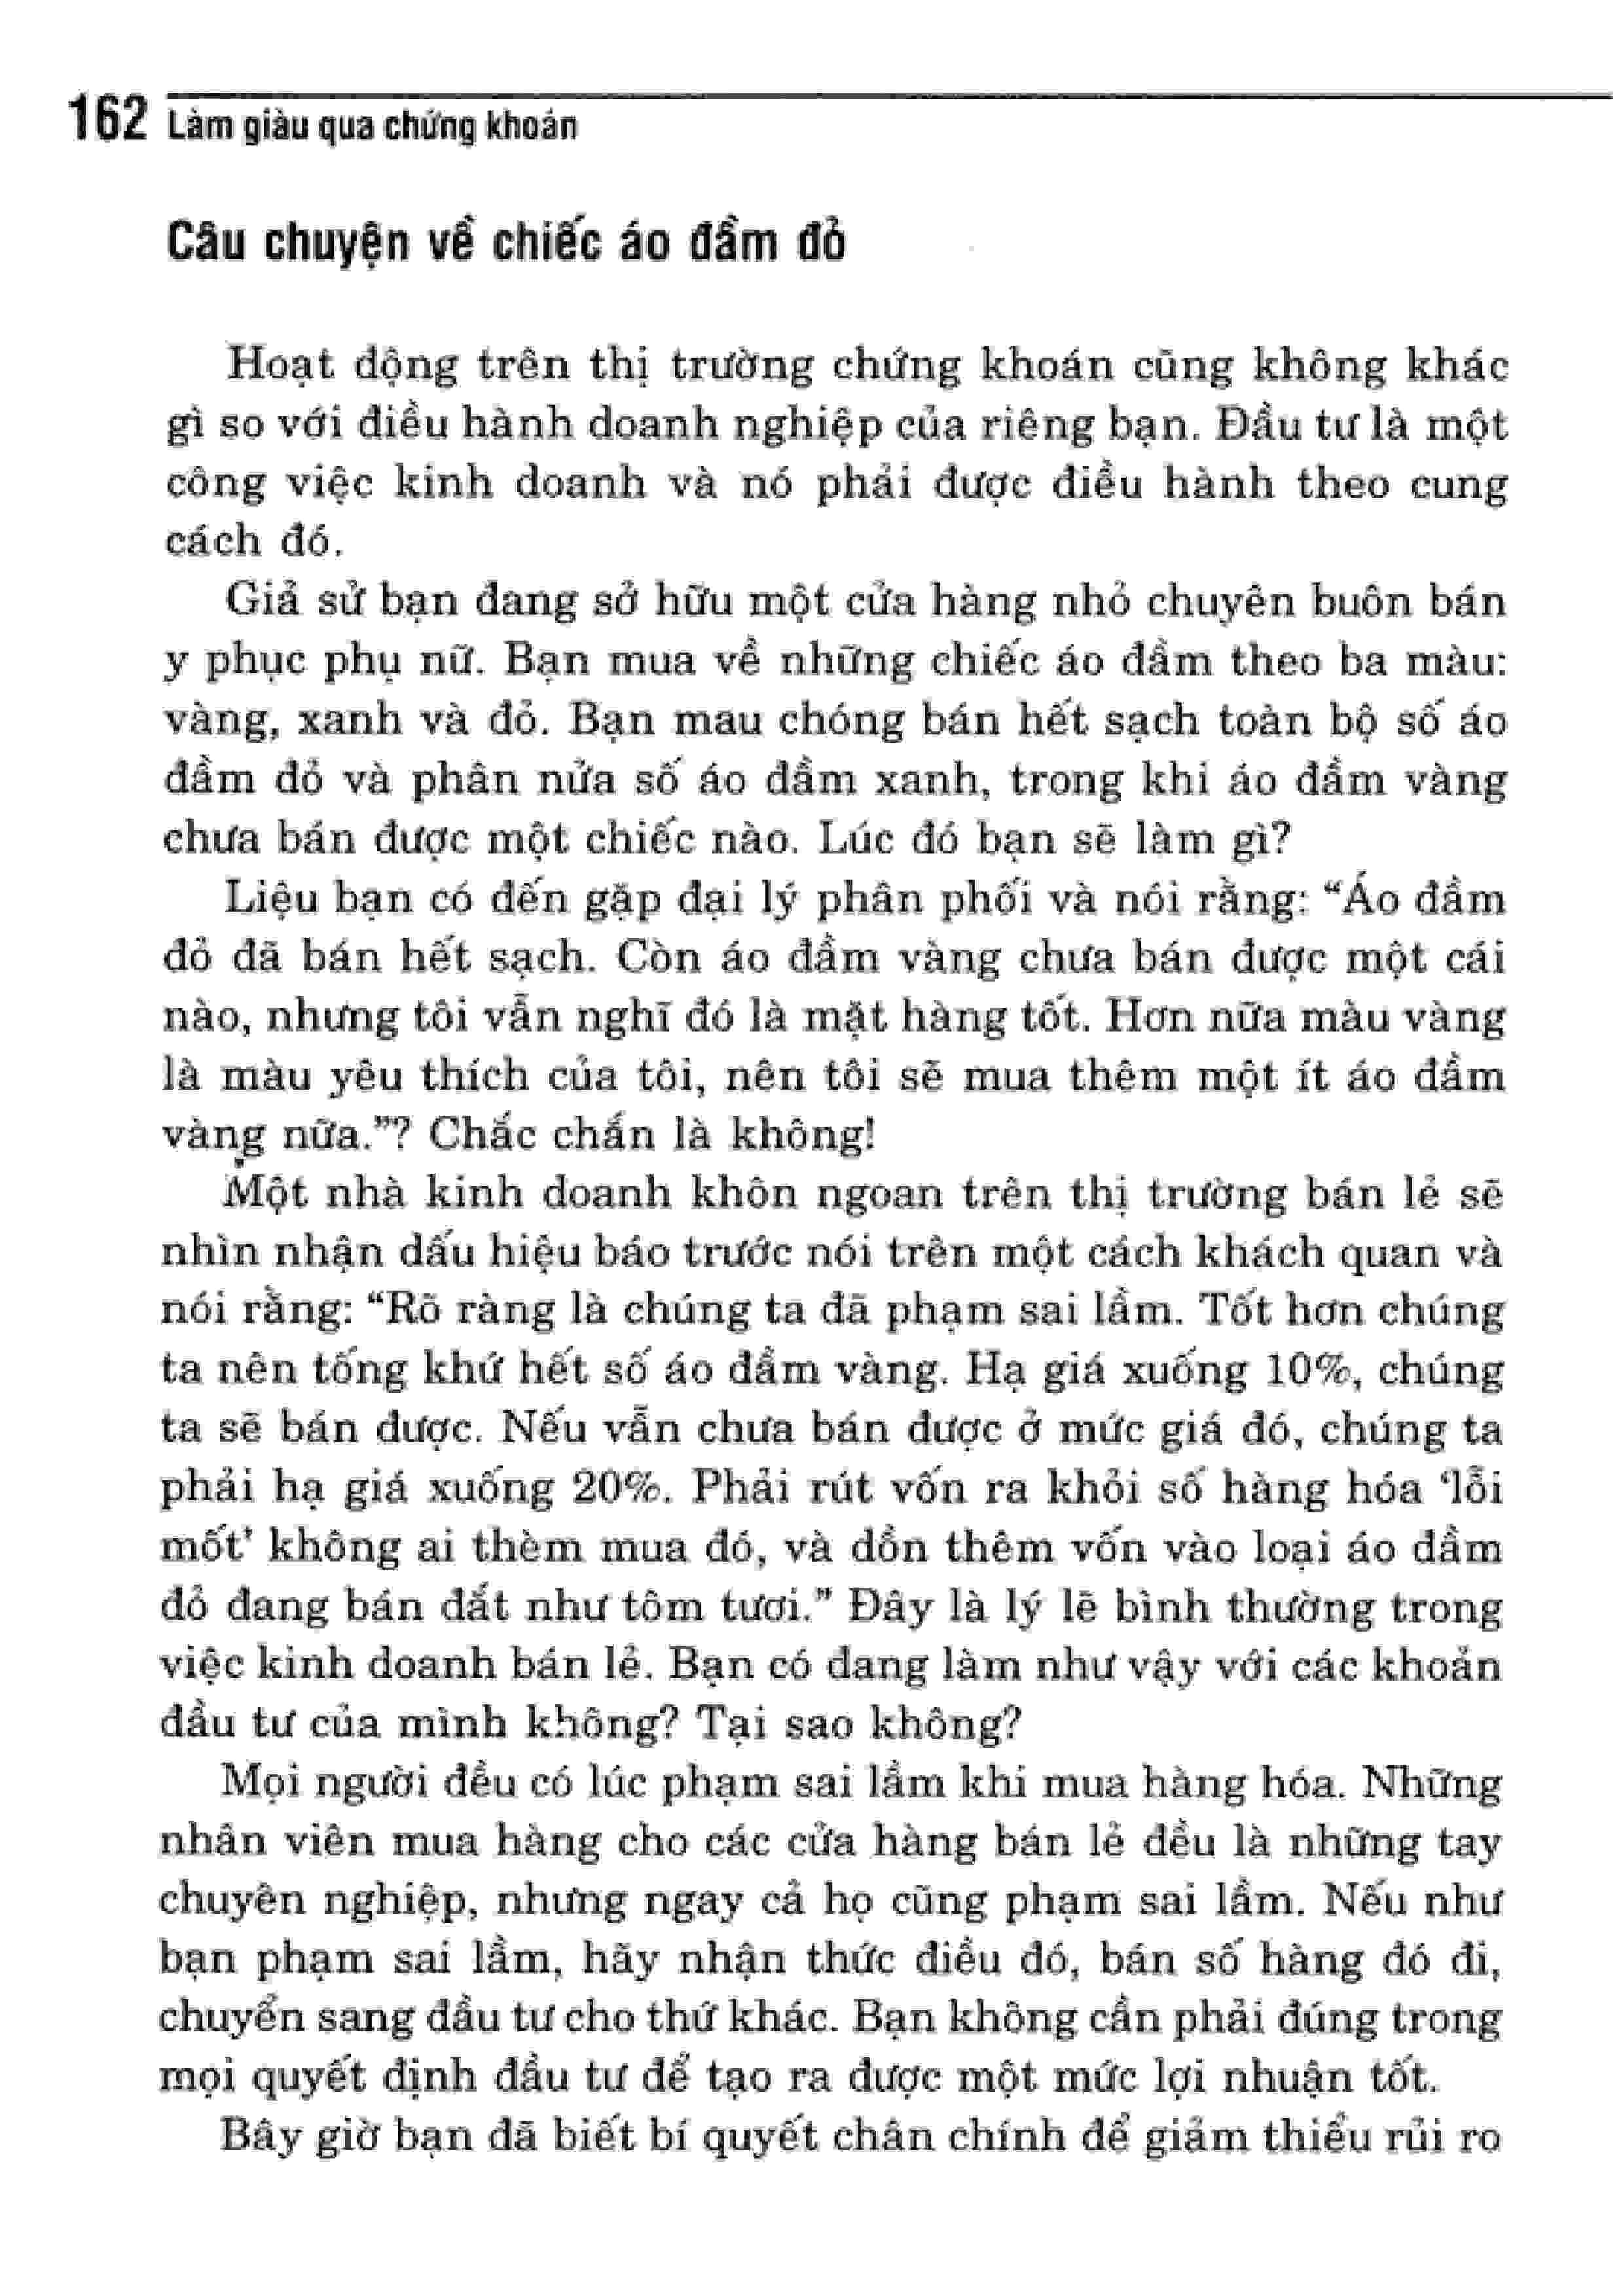 162 Làm giàu qua chứng khoán
Câu chuyện về chiếc áo đầm đỏ
Hoạt động trên thị trường chứng khoán cũng không khác
gì so với điều hành doanh nghiệp của riêng bạn. Đầu tư là một
công việc kinh doanh và nó phải được điều hành theo cung
cách đó.
Giả sử bạn đang sở hữu một cửa hàng nhỏ chuyên buôn bán
y phục phụ nữ. Bạn mua về những chiếc áo đầm theo ba màu:
vàng, xanh và đỏ. Bạn mau chóng bán hết sạch toàn bộ số áo
đầm đỏ và phân nửa số áo đầm xanh, trong khi áo đầm vàng
chưa bán được một chiếc nào. Lúc đó bạn sẽ làm gì?
Liệu bạn có đến gặp đại lý phân phối và nói rằng: “Áo đầm
đỏ đã bán hết sạch. Còn áo đầm vàng chưa bán được một cái
nào, nhưng tôi vẫn nghĩ đó là mặt hàng tốt. Hơn nữa màu vàng
là màu yêu thích của tôi, nên tôi sẽ mua thêm một ít áo đầm
vàng nữa.”? Chắc chắn là không!
Một nhà kinh doanh khôn ngoan trên thị trường bán lẻ sẽ
nhìn nhận dấu hiệu báo trước nói trên một cách khách quan và
nói rằng: “Rõ ràng là chúng ta đã phạm sai lầm. Tốt hơn chúng
ta nên tống khứ hết số áo đầm vàng. Hạ giá xuống 10%, chúng
ta sẽ bán được. Nếu vẫn chưa bán được ở mức giá đó, chúng ta
phải hạ giá xuống 20%. Phải rút vốn ra khỏi số hàng hóa ‘lỗi
mốt’ không ai thèm mua đó, và dồn thêm vốn vào loại áo đầm
đỏ đang bán đắt như tôm tươi.” Đây là lý lẽ bình thường trong
việc kinh doanh bán lẻ. Bạn có đang làm như vậy với các khoản
đầu tư của mình không? Tại sao không?
Mọi người đều có lúc phạm sai lầm khi mua hàng hóa. Những
nhân viên mua hàng cho các cửa hàng bán lẻ đều là những tay
chuyên nghiệp, nhưng ngay cả họ cũng phạm sai lầm. Nếu như
bạn phạm sai lầm, hãy nhận thức điều đó, bán số hàng đó đi,
chuyển sang đầu tư cho thứ khác. Bạn không cần phải đúng trong
mọi quyết định đầu tư để tạo ra được một mức lợi nhuận tốt.
Bây giờ bạn đã biết bí quyết chân chính để giảm thiểu rủi ro